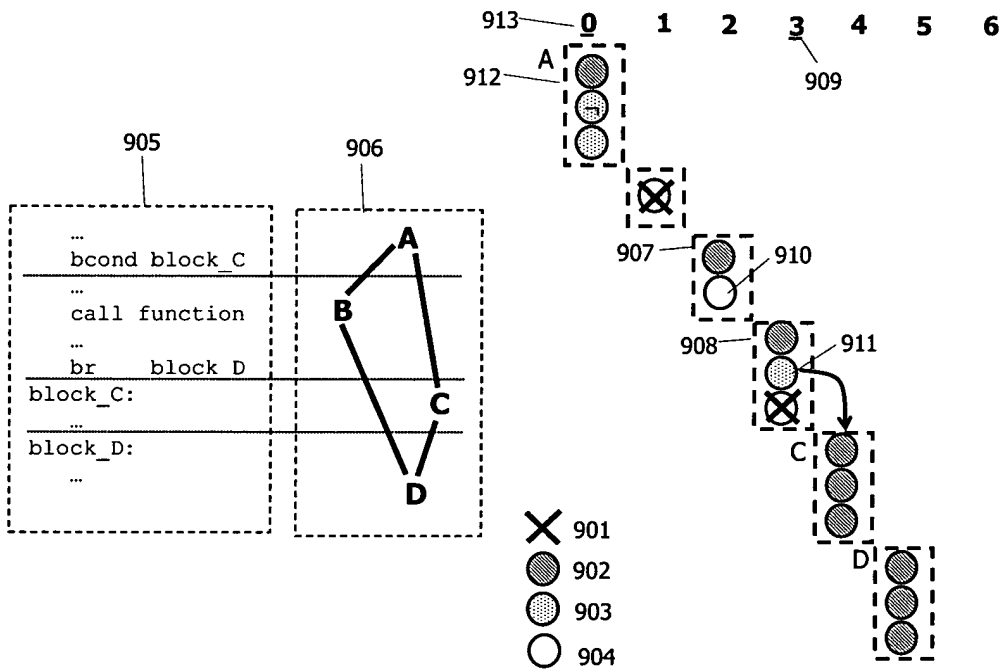 913 0 1 2 3 4 5 6
909
912
A
905
906
…
bcond block_C
…
call function
…
br block_D
block_C:
…
block_D:
…
A
B
C
D
907
910
908
911
C
D
901
902
903
904